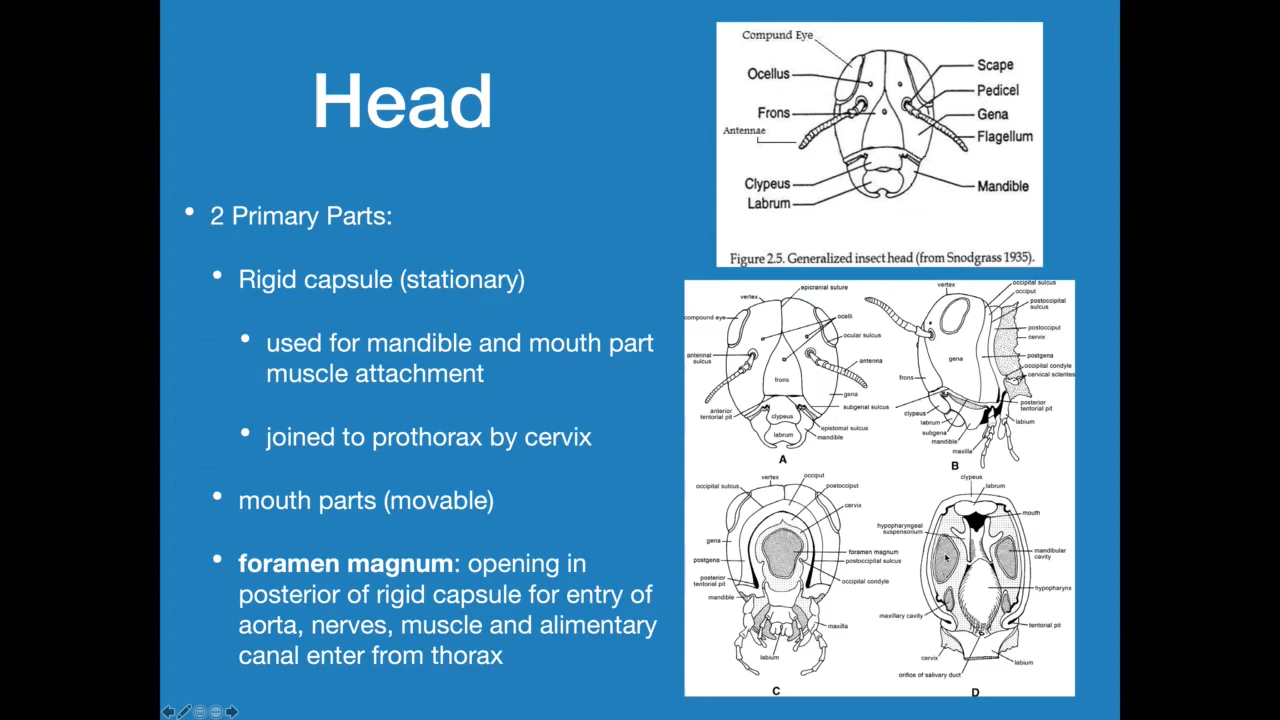 Head
• 2 Primary Parts:
• Rigid capsule (stationary)
• used for mandible and mouth part
muscle attachment
• joined to prothorax by cervix
• mouth parts (movable)
• foramen magnum: opening in
posterior of rigid capsule for entry of
aorta, nerves, muscle and alimentary
canal enter from thorax
Compund Eye
Ocellus
Frons
Antennae
Clypeus
Labrum
Scape
Pedicel
Gena
Flagellum
Mandible
Figure 2.5. Generalized insect head (from Snodgrass 1935).
epicranial suture
vertex
compound eye
ocelli
ocular sulcus
antennal
sulcus
antenna
frons
gena
anterior
tentorial pit
subgenal sulcus
clypeus
epistomal sulcus
labrum
mandible
A
vertex
occipital sulcus
occiput
postoccipital
sulcus
postocciput
cervix
gena
postgena
occipital condyle
cervical sclerites
frons
posterior
tentorial pit
clypeus
labrum
labium
subgena
mandible
maxilla
B
vertex
occiput
occipital sulcus
postocciput
cervix
gena
foramen magnum
postgena
postoccipital sulcus
posterior
tentorial pit
occipital condyle
mandible
maxilla
labium
C
clypeus
labrum
mouth
hypopharyngeal
suspensorium
mandibular
cavity
hypopharynx
maxillary cavity
tentorial pit
cervix
labium
orifice of salivary duct
D